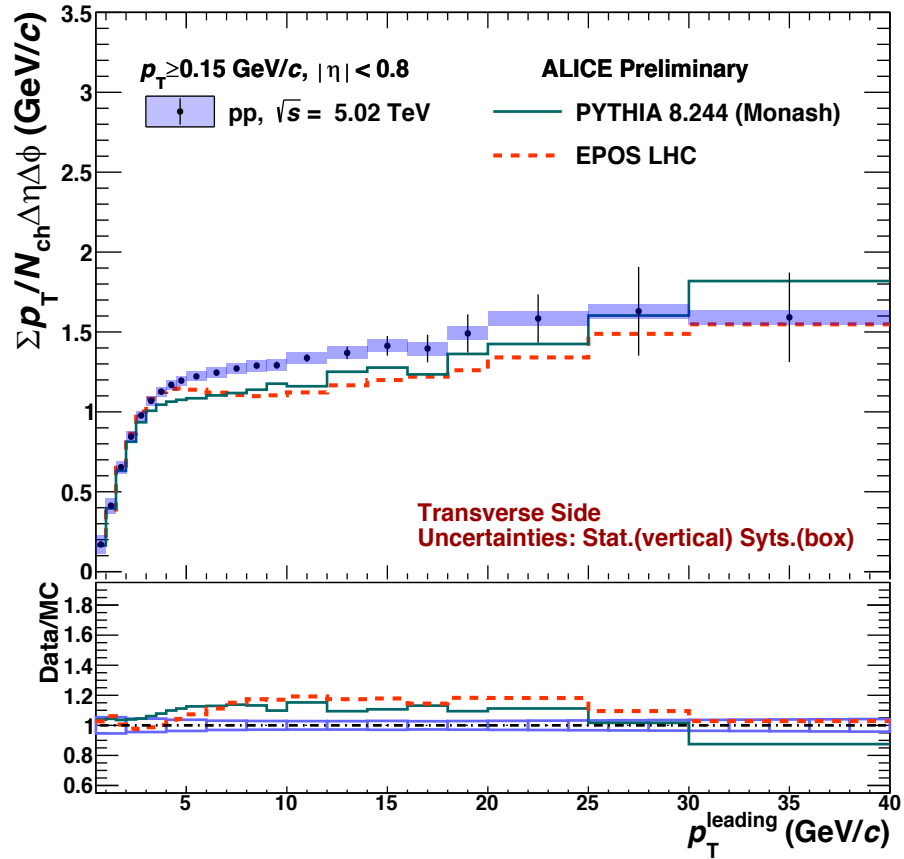 p_T≥0.15 GeV/c, |η| < 0.8
ALICE Preliminary
pp, √s = 5.02 TeV
PYTHIA 8.244 (Monash)
EPOS LHC
Σp_T/N_ch ΔηΔϕ (GeV/c)
3.5
3
2.5
2
1.5
1
0.5
0
Transverse Side
Uncertainties: Stat.(vertical) Syts.(box)
Data/MC
1.8
1.6
1.4
1.2
1
0.8
0.6
5 10 15 20 25 30 35 40
p_T^leading (GeV/c)